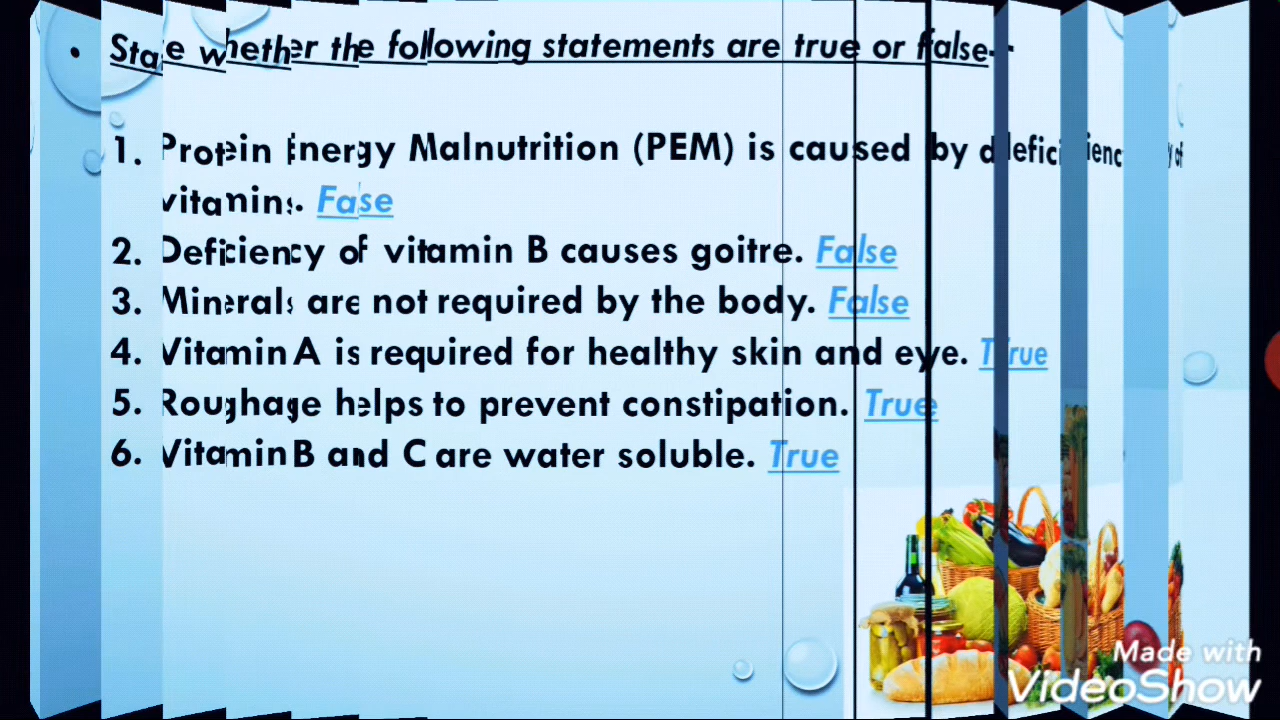 • State whether the following statements are true or false-
1. Protein Energy Malnutrition (PEM) is caused by deficiency of
vitamins. False
2. Deficiency of vitamin B causes goitre. False
3. Minerals are not required by the body. False
4. Vitamin A is required for healthy skin and eye. True
5. Roughage helps to prevent constipation. True
6. Vitamin B and C are water soluble. True
Made with
VideoShow